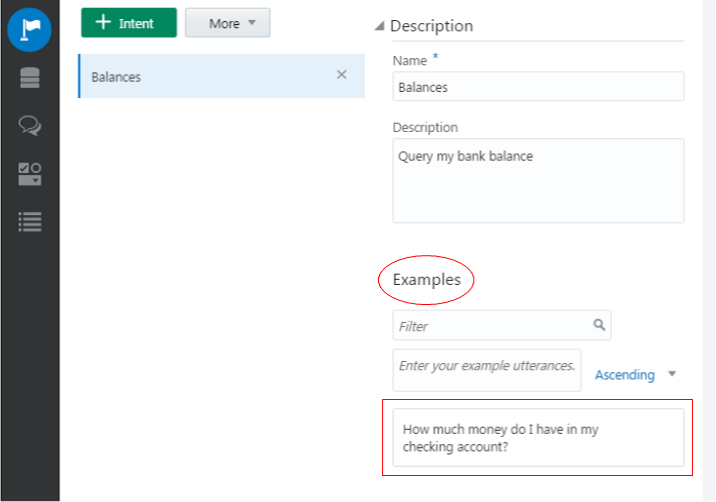 Intent
More
Balances
Description
Name *
Balances
Description
Query my bank balance
Examples
Filter
Enter your example utterances.
Ascending
How much money do I have in my
checking account?